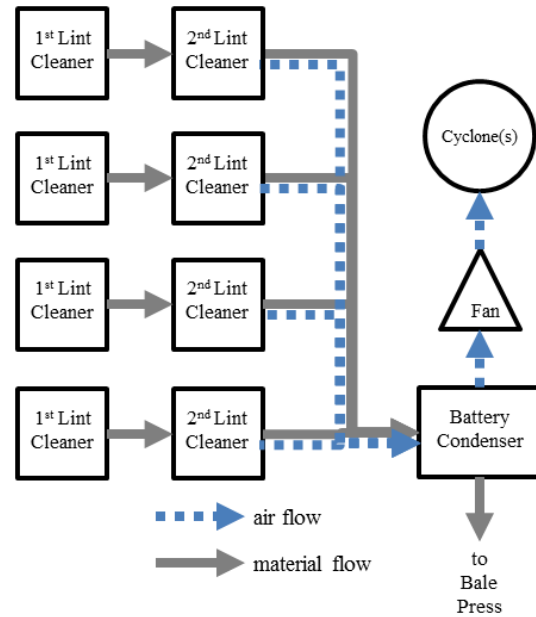 1st Lint
Cleaner
2nd Lint
Cleaner
1st Lint
Cleaner
2nd Lint
Cleaner
1st Lint
Cleaner
2nd Lint
Cleaner
1st Lint
Cleaner
2nd Lint
Cleaner
Cyclone(s)
Fan
Battery
Condenser
to
Bale
Press
air flow
material flow